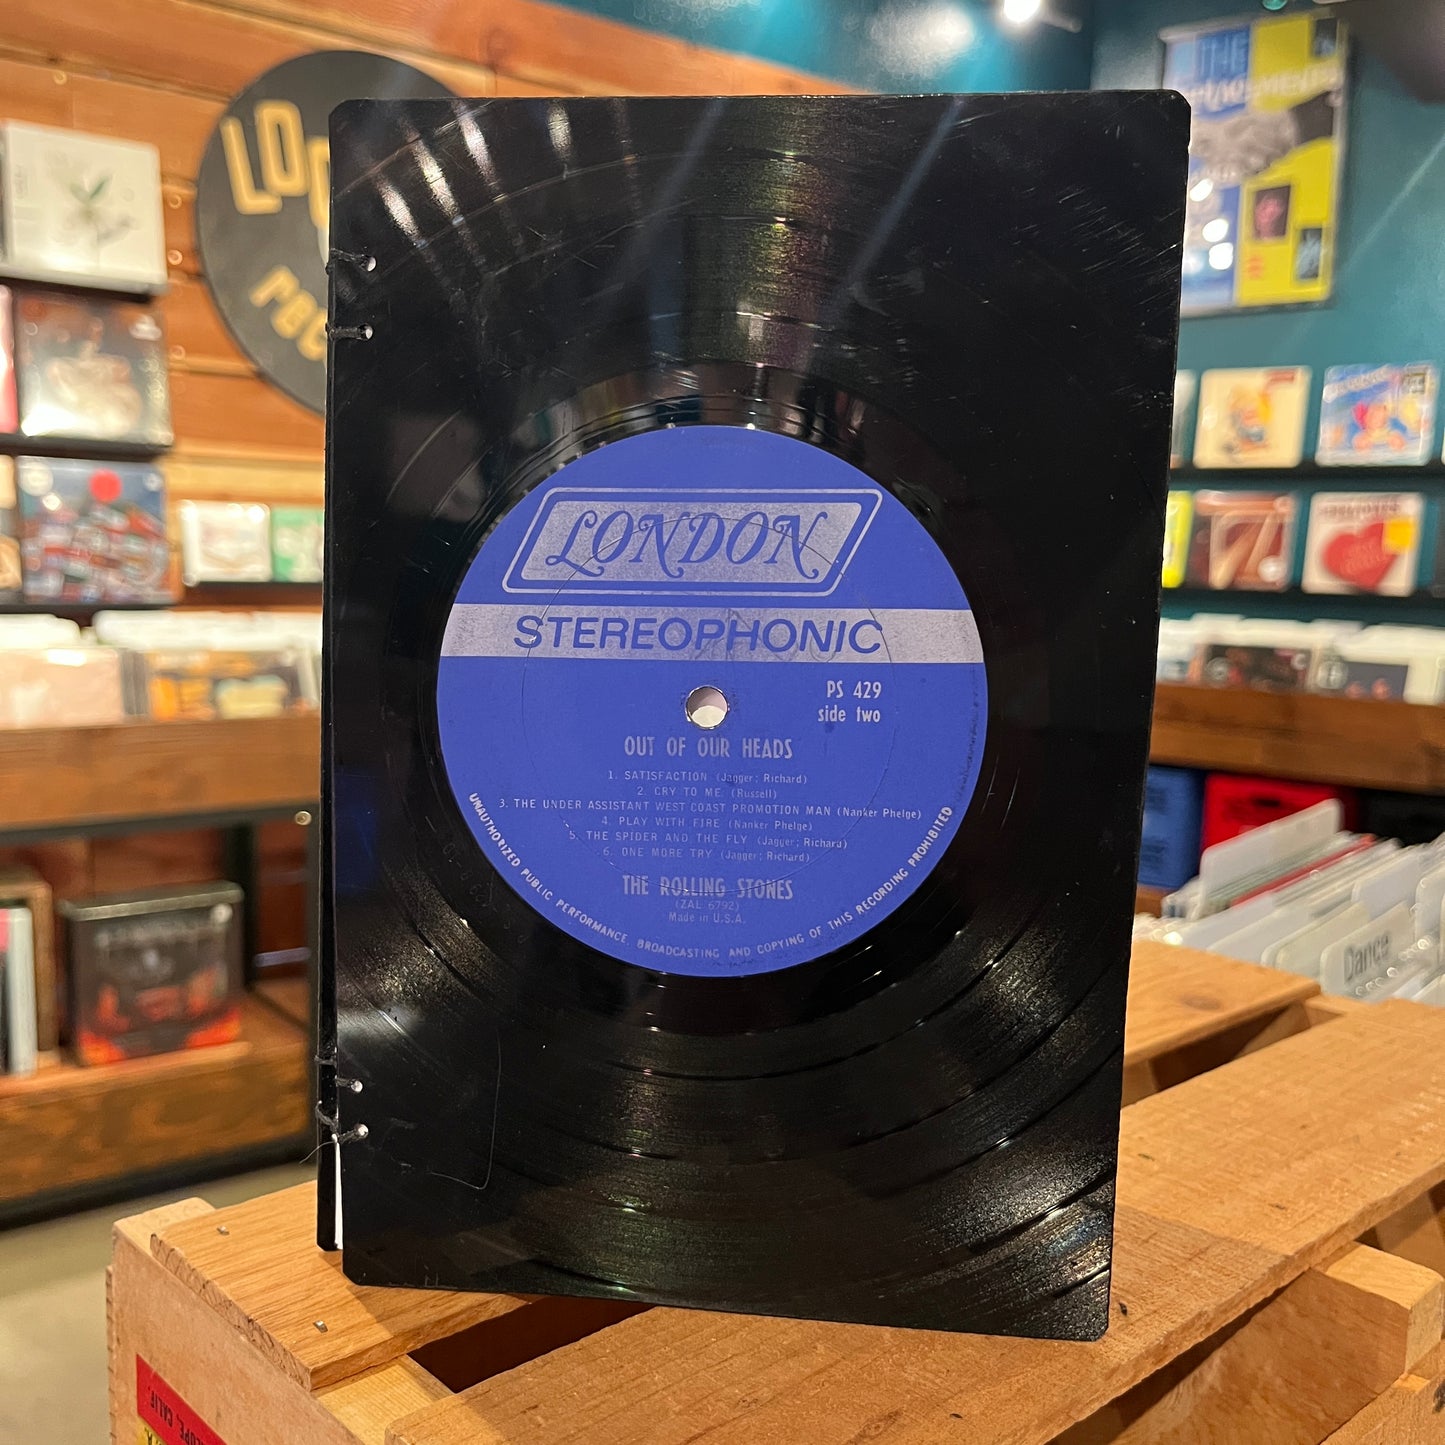 LONDON
STEREOPHONIC
PS 429
side two
OUT OF OUR HEADS
1. SATISFACTION (Jagger; Richard)
2. CRY TO ME (Russell)
3. THE UNDER ASSISTANT WEST COAST PROMOTION MAN (Nanker Phelge)
4. PLAY WITH FIRE (Nanker Phelge)
5. THE SPIDER AND THE FLY (Jagger; Richard)
6. ONE MORE TRY (Jagger; Richard)
THE ROLLING STONES
(ZAL 6792)
Made in U.S.A.
UNAUTHORIZED PUBLIC PERFORMANCE, BROADCASTING AND COPYING OF THIS RECORDING PROHIBITED
THE
Dance
CALIF.